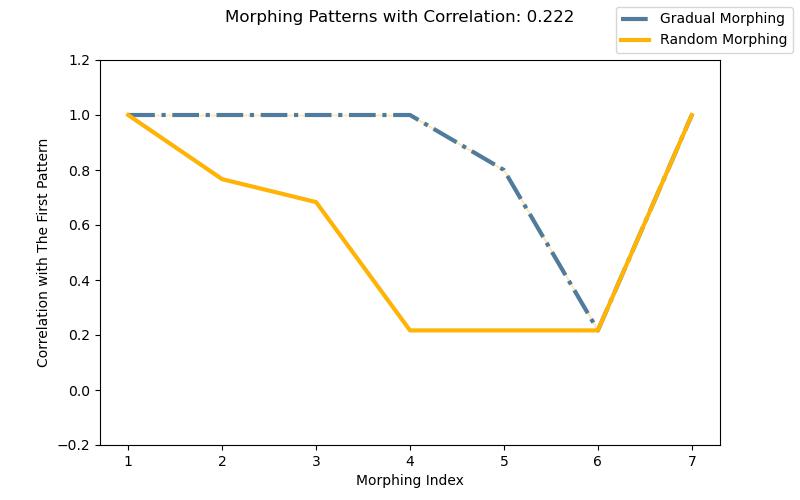 Morphing Patterns with Correlation: 0.222
Gradual Morphing
Random Morphing
1.2
1.0
0.8
0.6
0.4
0.2
0.0
−0.2
Correlation with The First Pattern
1 2 3 4 5 6 7
Morphing Index